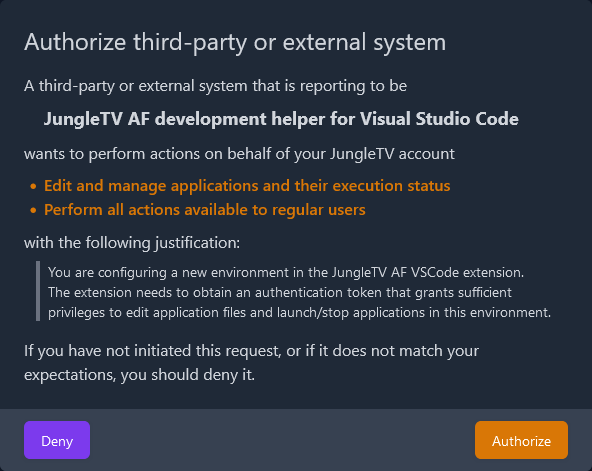 Authorize third-party or external system
A third-party or external system that is reporting to be
JungleTV AF development helper for Visual Studio Code
wants to perform actions on behalf of your JungleTV account
• Edit and manage applications and their execution status
• Perform all actions available to regular users
with the following justification:
You are configuring a new environment in the JungleTV AF VSCode extension.
The extension needs to obtain an authentication token that grants sufficient
privileges to edit application files and launch/stop applications in this environment.
If you have not initiated this request, or if it does not match your
expectations, you should deny it.
Deny
Authorize